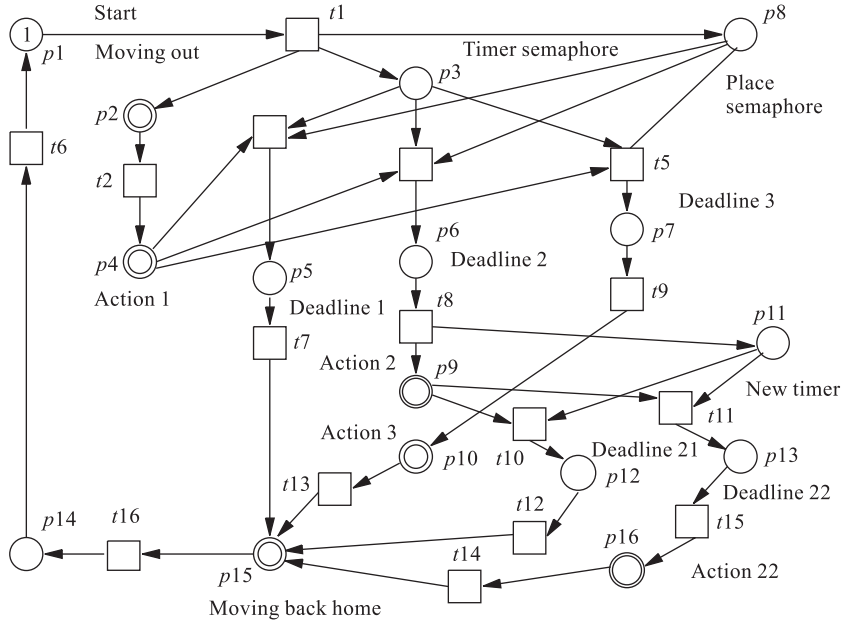 Start
t1
p8
1
p1
Moving out
Timer semaphore
p3
Place
semaphore
p2
t6
t2
t5
Deadline 3
p4
p6
p7
Action 1
p5
Deadline 2
Deadline 1
t8
t9
t7
p11
Action 2
p9
New timer
Action 3
t11
p10
t10
Deadline 21
p13
t13
p12
Deadline 22
p14
t16
t12
t15
p16
p15
t14
Action 22
Moving back home